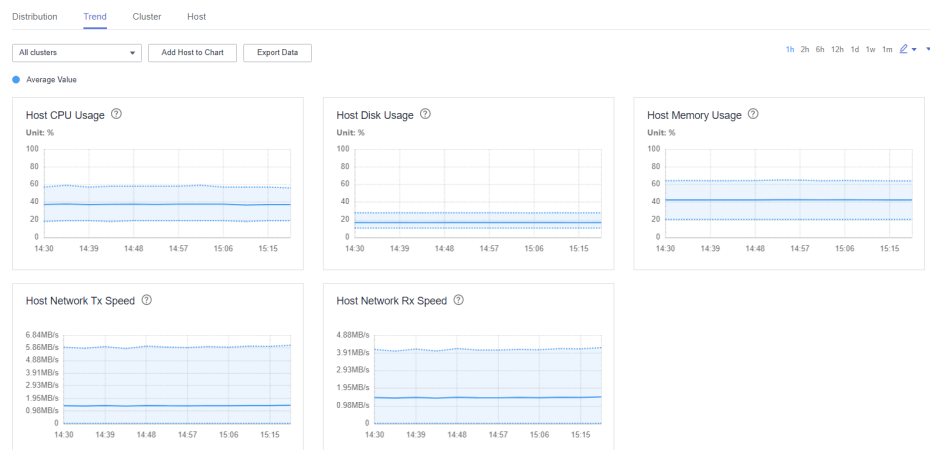 Distribution Trend Cluster Host
All clusters Add Host to Chart Export Data 1h 2h 6h 12h 1d 1w 1m
Average Value
Host CPU Usage ?
Unit: %
100
80
60
40
20
0
14:30 14:39 14:48 14:57 15:06 15:15
Host Disk Usage ?
Unit: %
100
80
60
40
20
0
14:30 14:39 14:48 14:57 15:06 15:15
Host Memory Usage ?
Unit: %
100
80
60
40
20
0
14:30 14:39 14:48 14:57 15:06 15:15
Host Network Tx Speed ?
6.84MB/s
5.86MB/s
4.88MB/s
3.91MB/s
2.93MB/s
1.95MB/s
0.98MB/s
0
14:30 14:39 14:48 14:57 15:06 15:15
Host Network Rx Speed ?
4.88MB/s
3.91MB/s
2.93MB/s
1.95MB/s
0.98MB/s
0
14:30 14:39 14:48 14:57 15:06 15:15